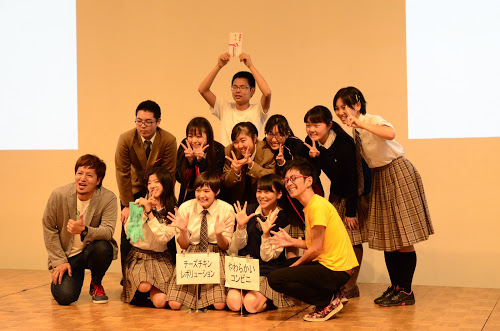 チーズチキン
レボリューション
やわらかい
コンビニ